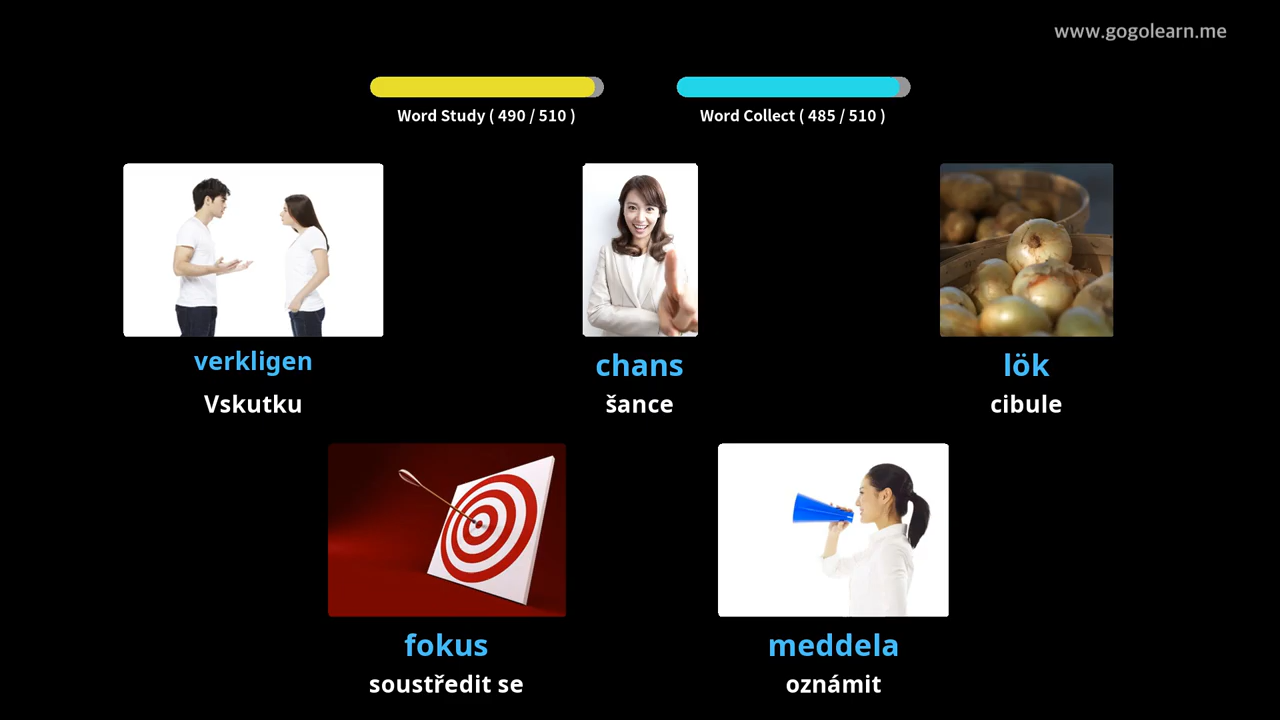 www.gogolearn.me
Word Study ( 490 / 510 )
Word Collect ( 485 / 510 )
verkligen
Vskutku
chans
šance
lök
cibule
fokus
soustředit se
meddela
oznámit